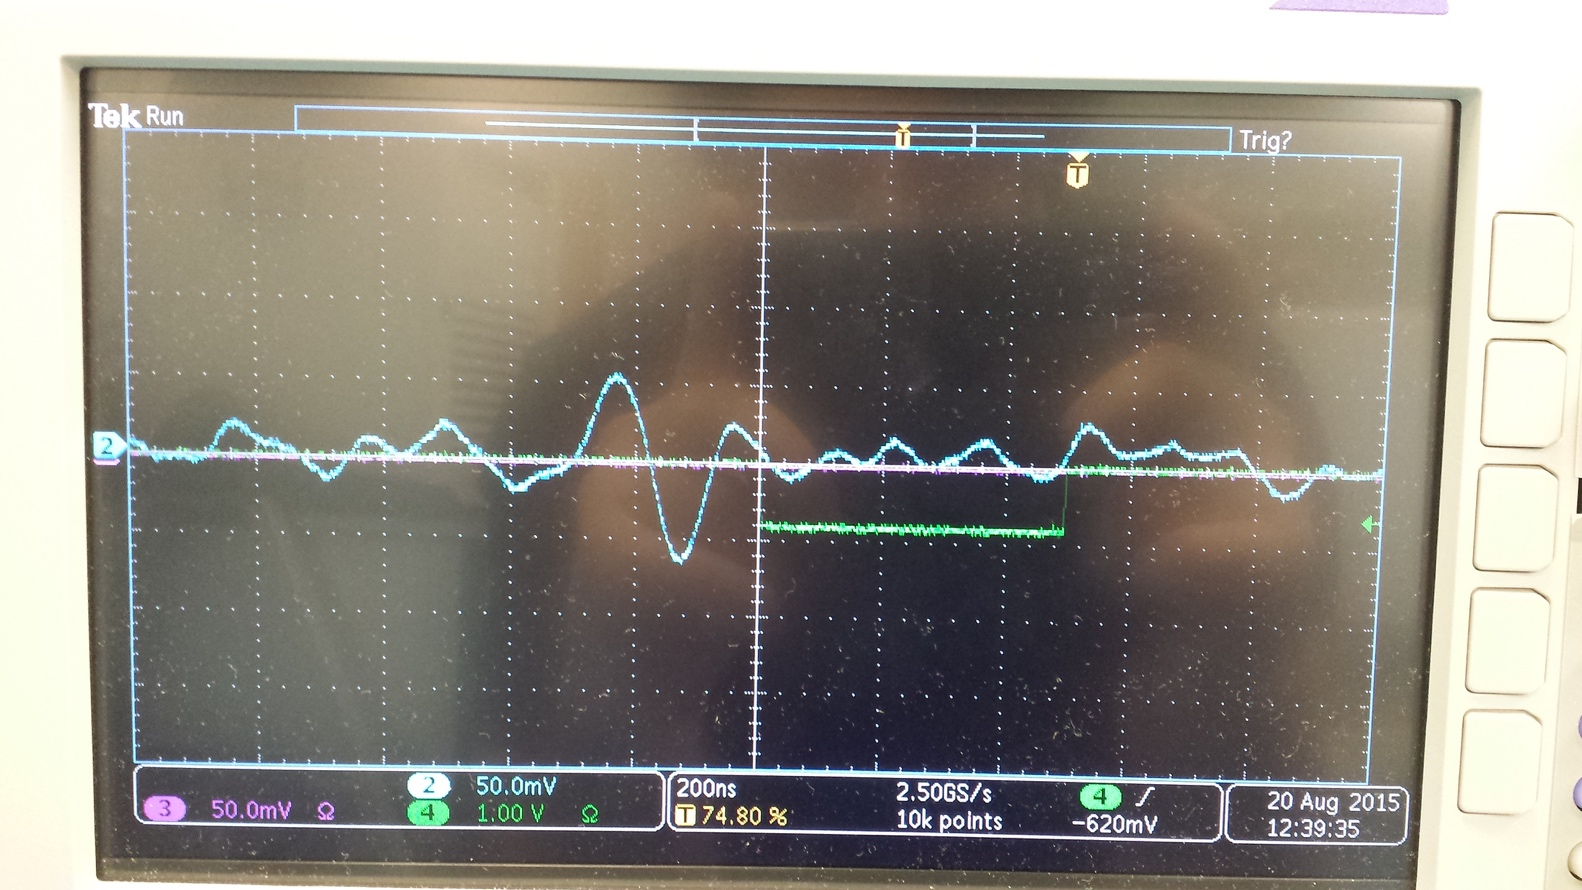 Tek Run
Trig?
T
T
2
2 50.0mV
3 50.0mV Ω
4 1.00 V Ω
200ns
T 74.80 %
2.50GS/s
10k points
4
-620mV
20 Aug 2015
12:39:35